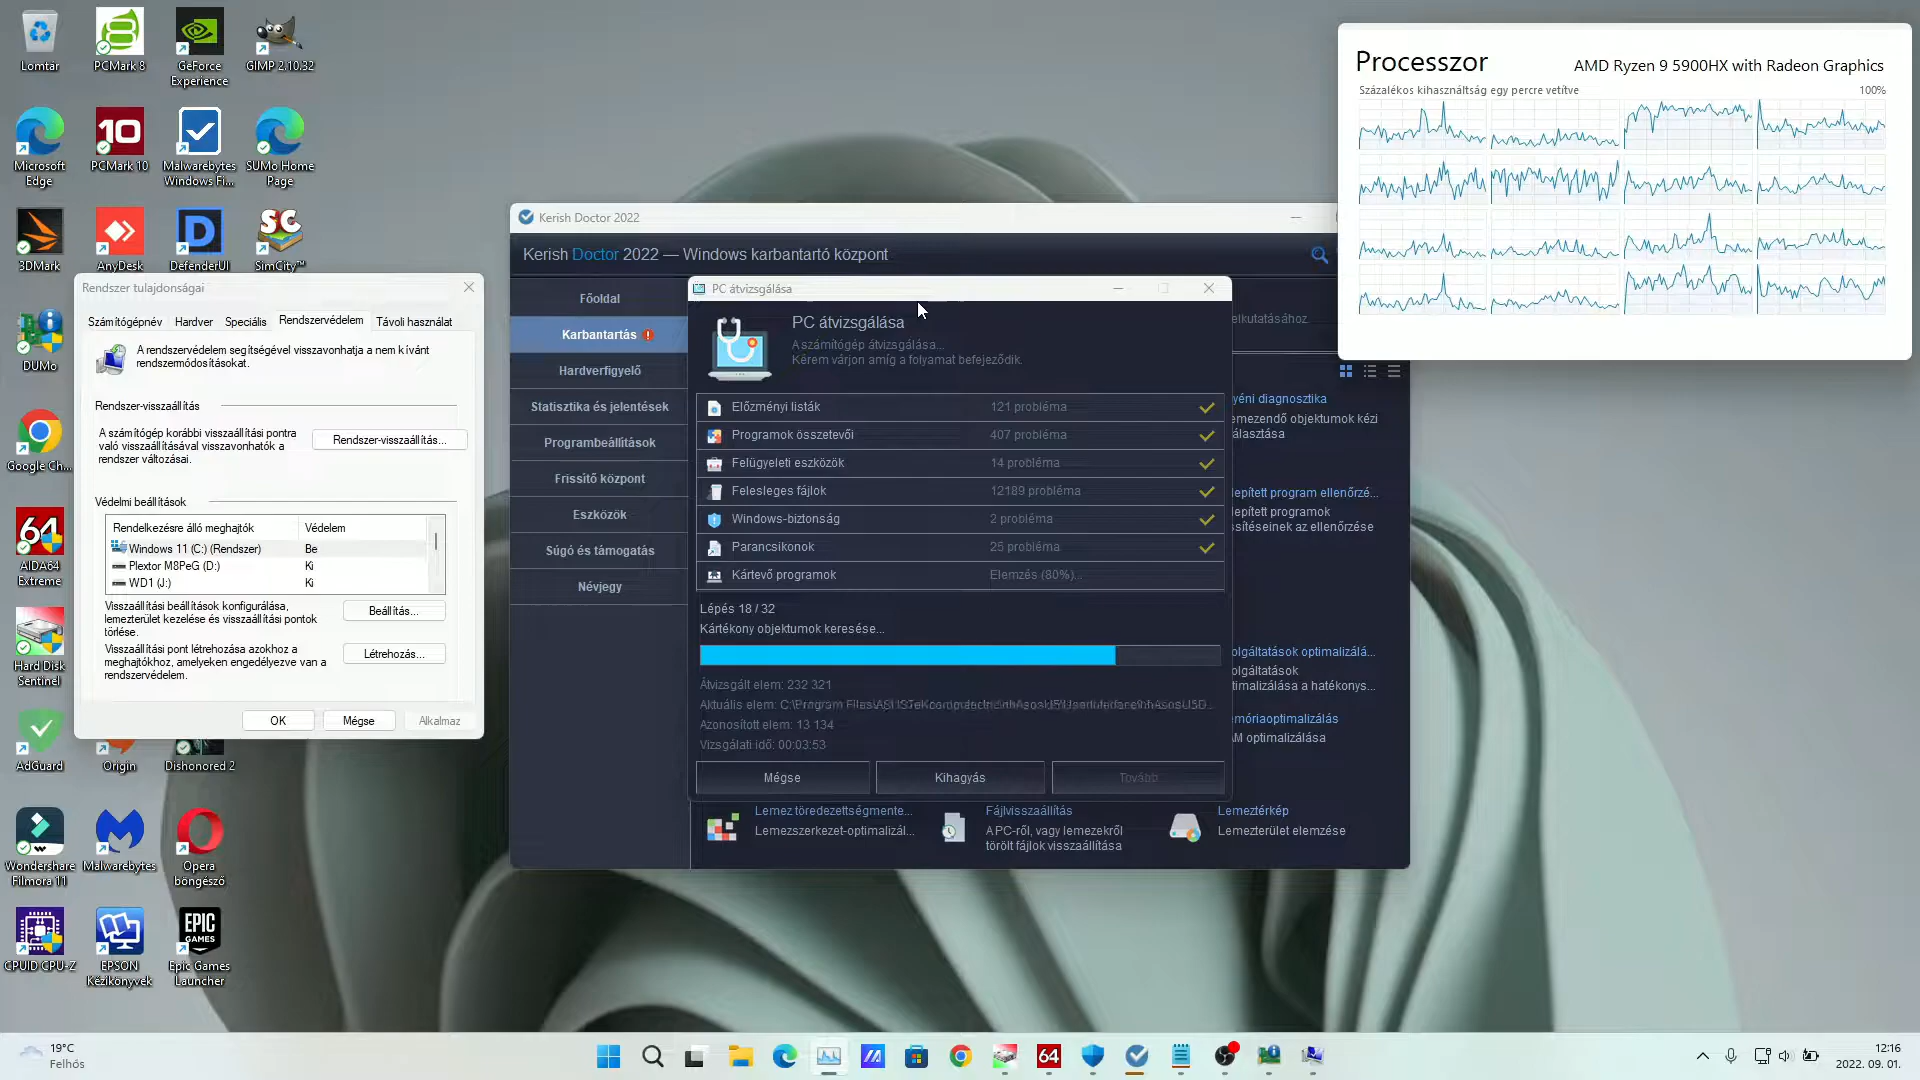 Lomtár
PCMark 8
GeForce
Experience
GIMP 2.10.32
Microsoft
Edge
PCMark 10
Malwarebytes
Windows Fi...
SUMo Home
Page
3DMark
AnyDesk
DefenderUI
SimCity™
DUMo
Google Ch...
AIDA64
Extreme
Hard Disk
Sentinel
AdGuard
Origin
Dishonored 2
Wondershare
Filmora 11
Malwarebytes
Opera
böngésző
CPUID CPU-Z
EPSON
Kézikönyvek
Epic Games
Launcher
Rendszer tulajdonságai
Számítógépnév
Hardver
Speciális
Rendszervédelem
Távoli használat
A rendszervédelem segítségével visszavonhatja a nem kívánt
rendszermódosításokat.
Rendszer-visszaállítás
A számítógép korábbi visszaállítási pontra
való visszaállításával visszavonhatók a
rendszer változásai.
Rendszer-visszaállítás...
Védelmi beállítások
Rendelkezésre álló meghajtók
Védelem
Windows 11 (C:) (Rendszer)
Be
Plextor M8PeG (D:)
Ki
WD1 (J:)
Ki
Visszaállítási beállítások konfigurálása,
lemezterület kezelése és visszaállítási pontok
törlése.
Beállítás...
Visszaállítási pont létrehozása azokhoz a
meghajtókhoz, amelyeken engedélyezve van a
rendszervédelem.
Létrehozás...
OK
Mégse
Alkalmaz
Kerish Doctor 2022
Kerish Doctor 2022 — Windows karbantartó központ
Főoldal
Karbantartás
Hardverfigyelő
Statisztika és jelentések
Programbeállítások
Frissítő központ
Eszközök
Súgó és támogatás
Névjegy
PC átvizsgálása
PC átvizsgálása
A számítógép átvizsgálása...
Kérem várjon amíg a folyamat befejeződik.
Előzményi listák
121 probléma
Programok összetevői
407 probléma
Felügyeleti eszközök
14 probléma
Felesleges fájlok
12189 probléma
Windows-biztonság
2 probléma
Parancsikonok
25 probléma
Kártevő programok
Elemzés (80%)...
Lépés 18 / 32
Kártékony objektumok keresése...
Átvizsgált elem: 232 321
Aktuális elem: C:\Program Files\
Azonosított elem: 13 134
Vizsgálati idő: 00:03:53
Mégse
Kihagyás
Tovább
elkutatásához.
yéni diagnosztika
emezendő objektumok kézi
álasztása
lepített program ellenőrzé...
lepített programok
ssítéseinek az ellenőrzése
olgáltatások optimalizálá...
olgáltatások
timalizálása a hatékonys...
móriaoptimalizálás
M optimalizálása
Lemez töredezettségmente...
Lemezszerkezet-optimalizál...
Fájlvisszaállítás
A PC-ről, vagy lemezekről
törölt fájlok visszaállítása
Lemeztérkép
Lemezterület elemzése
Processzor
AMD Ryzen 9 5900HX with Radeon Graphics
Százalékos kihasználtság egy percre vetítve
100%
19°C
Felhős
64
12:16
2022. 09. 01.